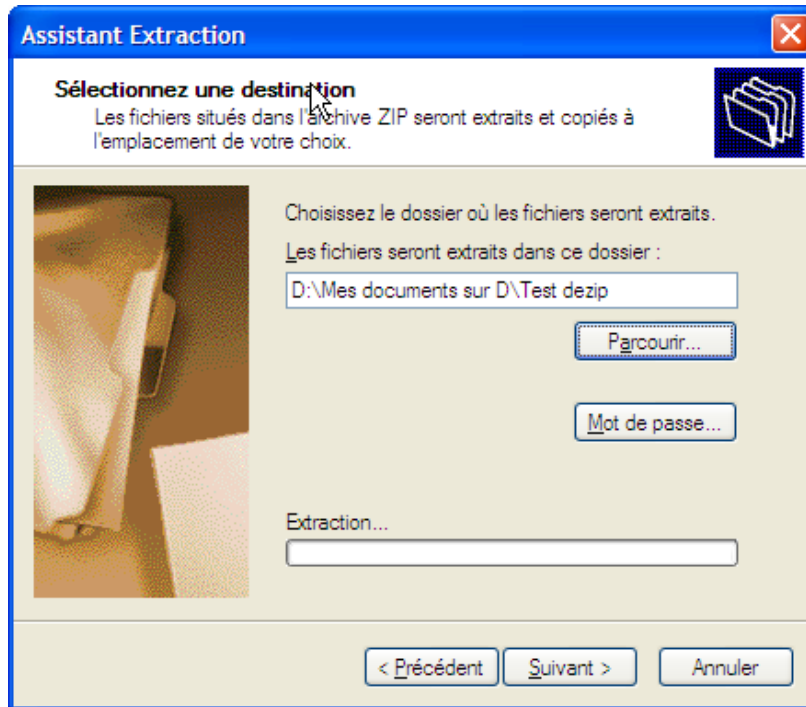 Assistant Extraction
Sélectionnez une destination
Les fichiers situés dans l'archive ZIP seront extraits et copiés à
l'emplacement de votre choix.
Choisissez le dossier où les fichiers seront extraits.
Les fichiers seront extraits dans ce dossier :
D:\Mes documents sur D\Test dezip
Parcourir...
Mot de passe...
Extraction...
< Précédent
Suivant >
Annuler